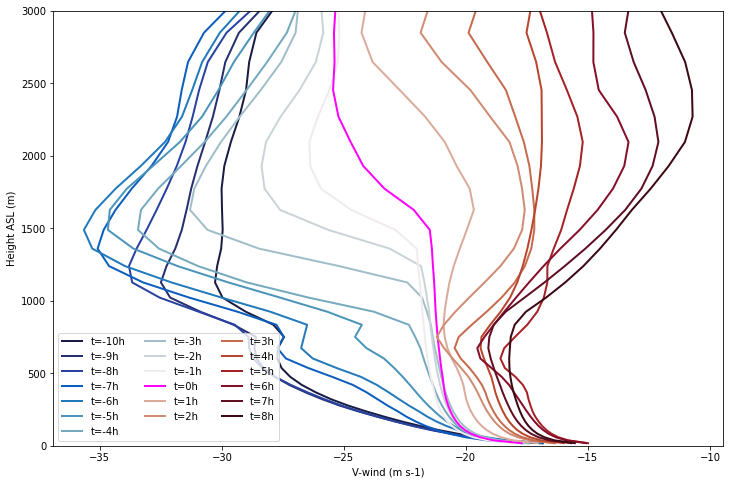 3000
2500
2000
1500
1000
500
0
Height ASL (m)
t=-10h t=-3h t=3h
t=-9h t=-2h t=4h
t=-8h t=-1h t=5h
t=-7h t=0h t=6h
t=-6h t=1h t=7h
t=-5h t=2h t=8h
t=-4h
−35 −30 −25 −20 −15 −10
V-wind (m s-1)